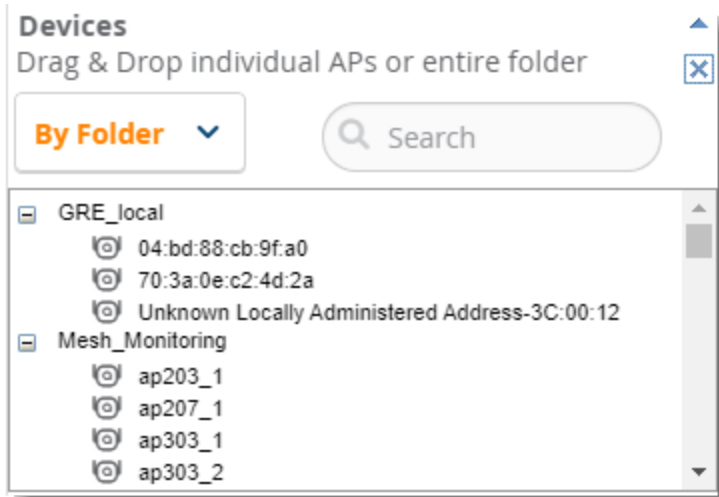 Devices
Drag & Drop individual APs or entire folder
By Folder
Search
GRE_local
04:bd:88:cb:9f:a0
70:3a:0e:c2:4d:2a
Unknown Locally Administered Address-3C:00:12
Mesh_Monitoring
ap203_1
ap207_1
ap303_1
ap303_2